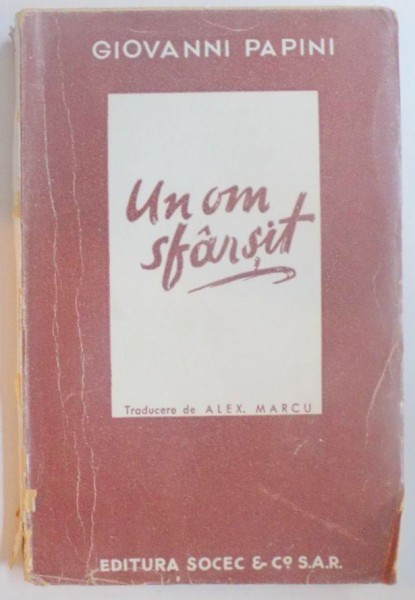 GIOVANNI PAPINI
Un om
sfârșit
Traducere de ALEX. MARCU
EDITURA SOCEC & Cº S.A.R.